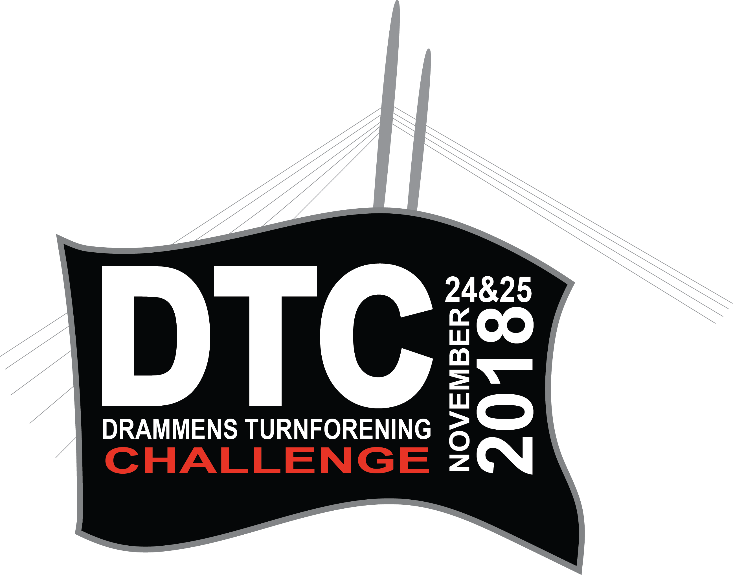 DTC
DRAMMENS TURNFORENING
CHALLENGE
24&25
NOVEMBER
2018